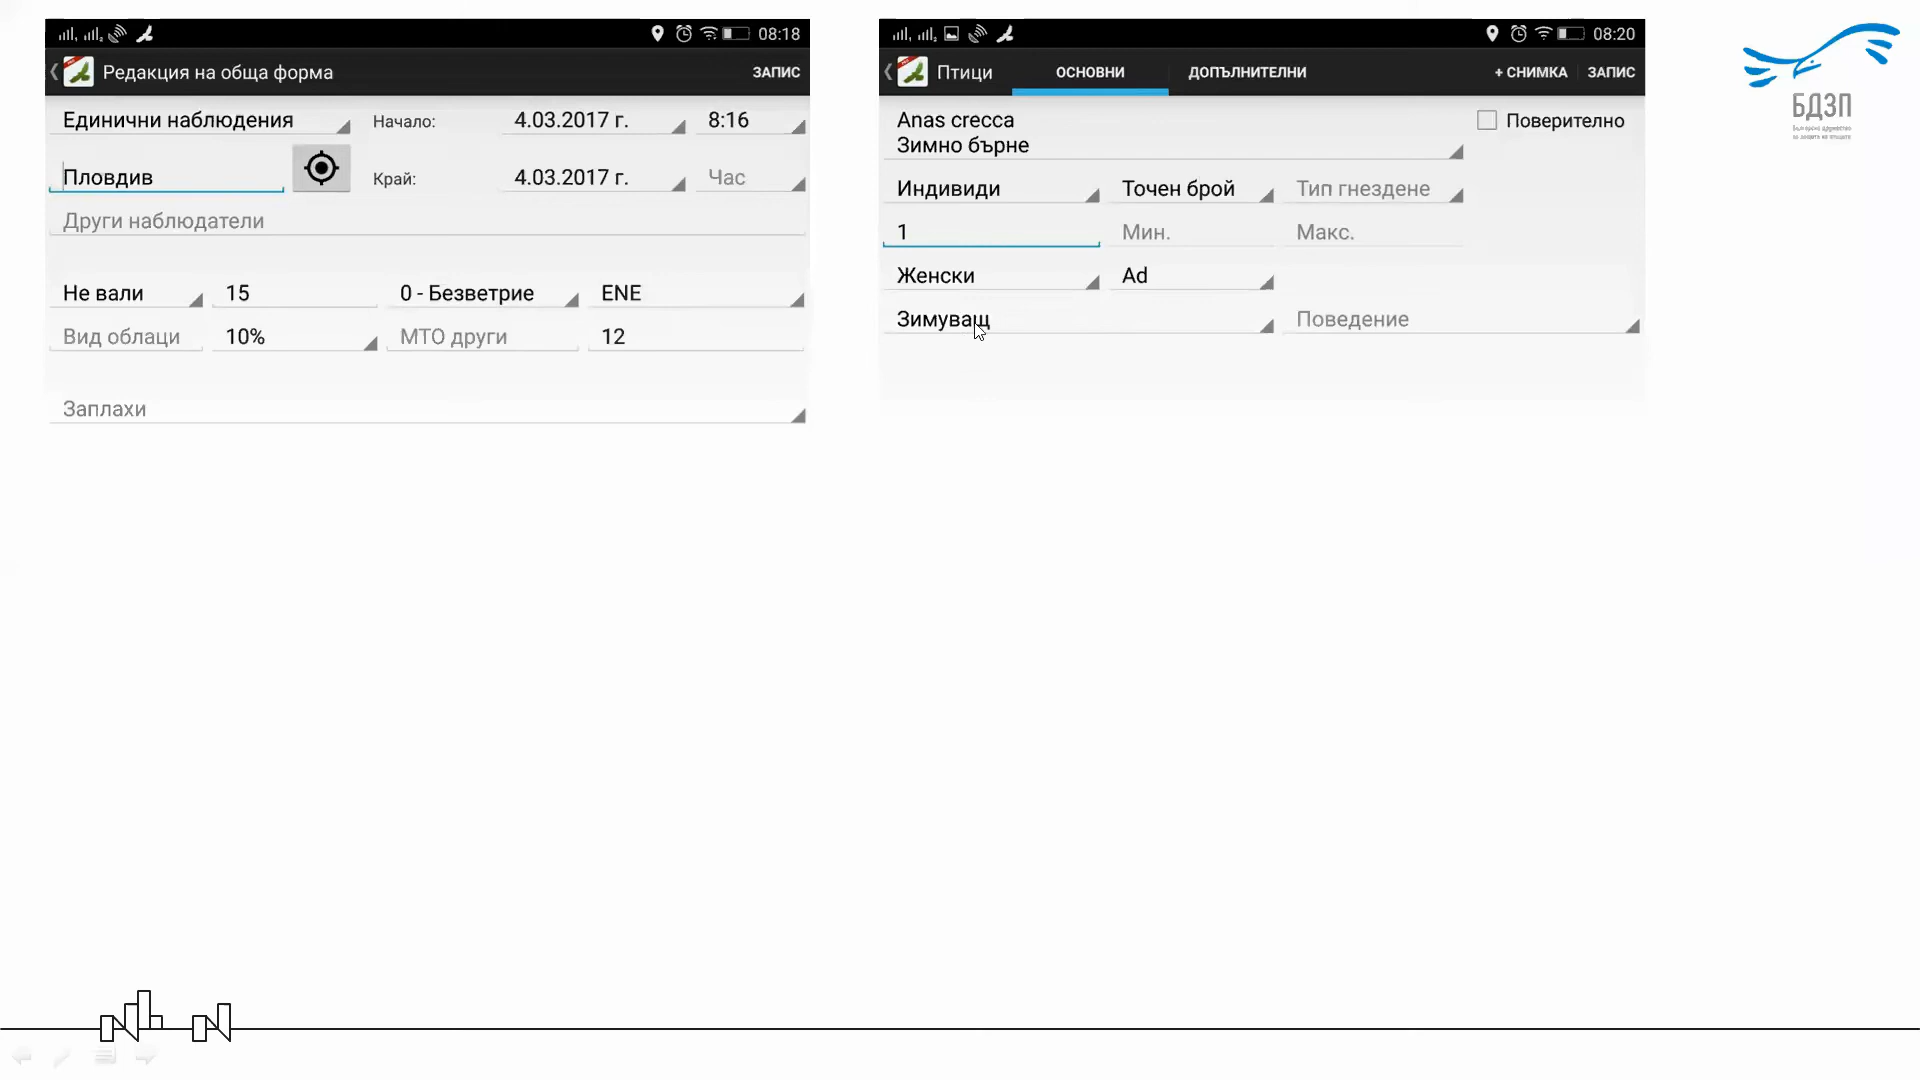 08:18
Редакция на обща форма ЗАПИС
Единични наблюдения Начало: 4.03.2017 г. 8:16
Пловдив Край: 4.03.2017 г. Час
Други наблюдатели
Не вали 15 0 - Безветрие ENE
Вид облаци 10% МТО други 12
Заплахи
08:20
Птици ОСНОВНИ ДОПЪЛНИТЕЛНИ + СНИМКА ЗАПИС
Anas crecca Поверително
Зимно бърне
Индивиди Точен брой Тип гнездене
1 Мин. Макс.
Женски Ad
Зимуващ Поведение
БДЗП